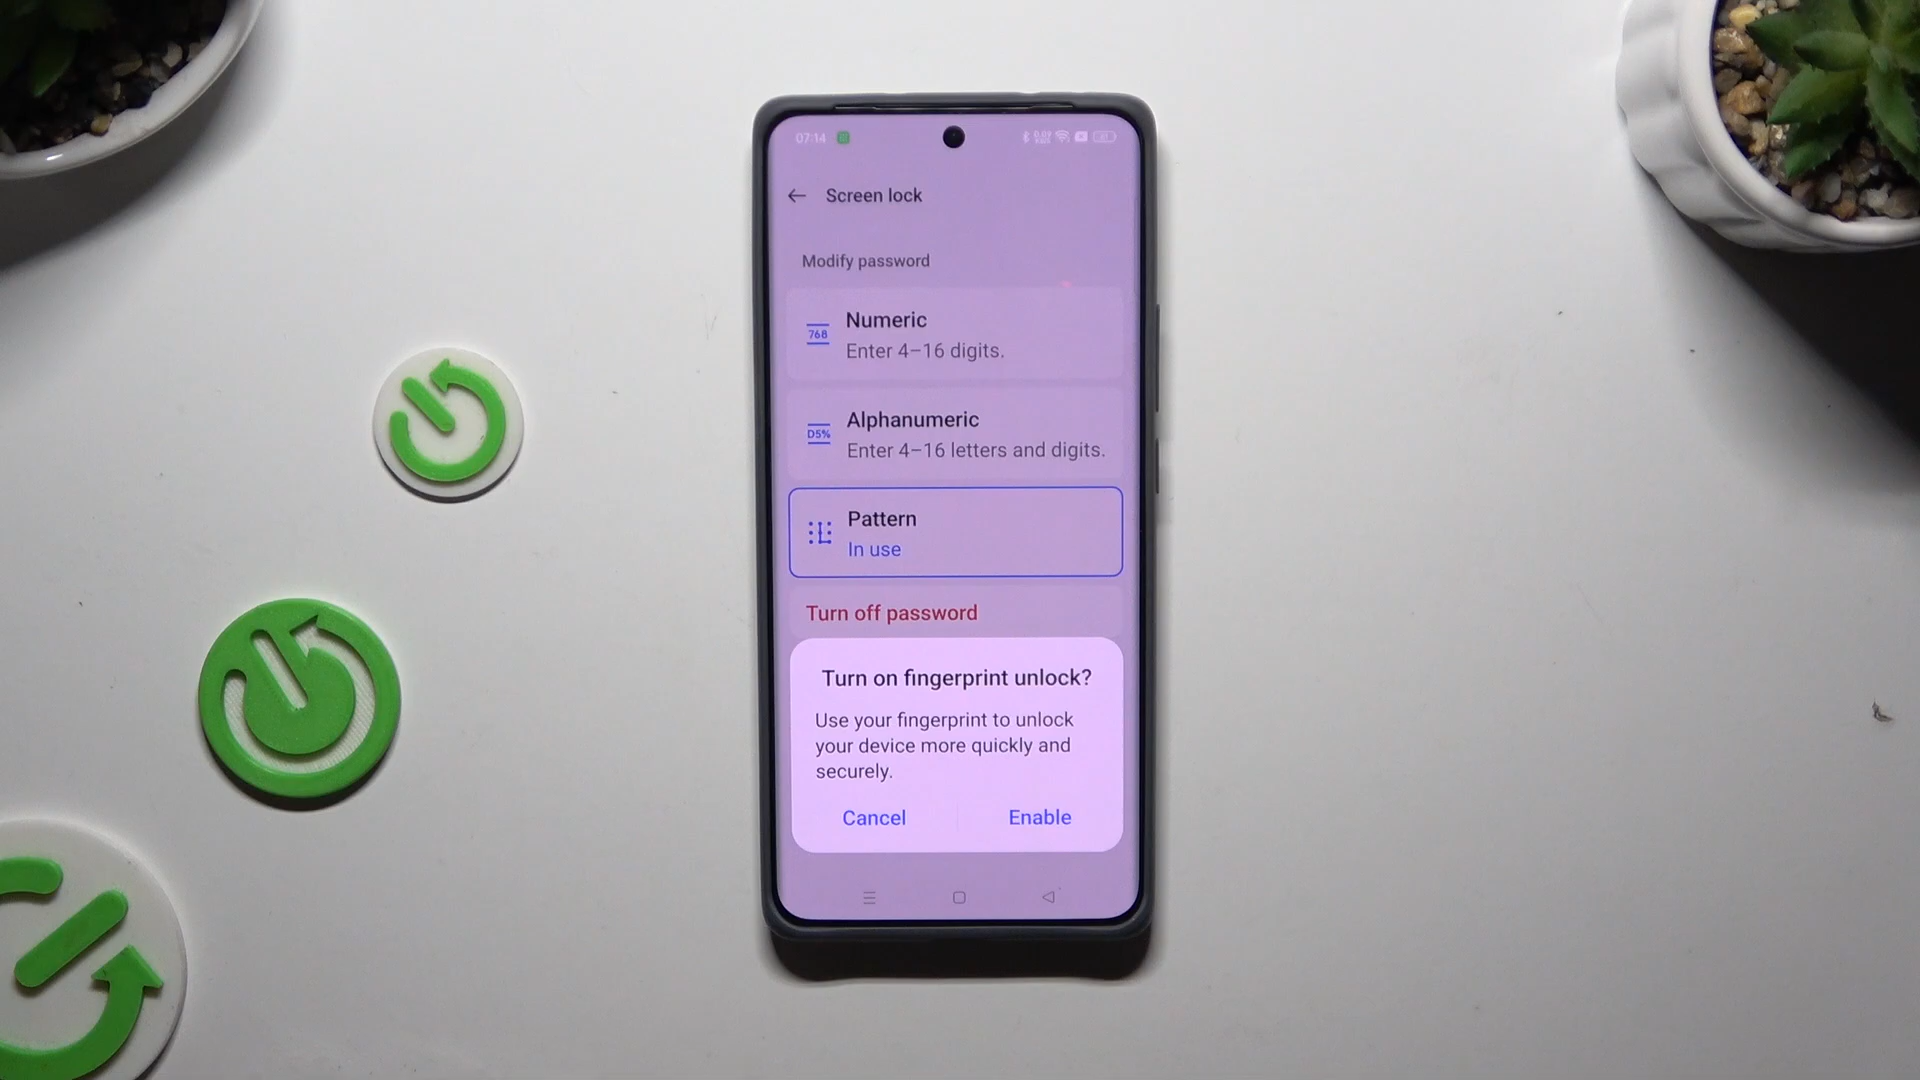 07:14
Screen lock
Modify password
768
Numeric
Enter 4–16 digits.
D5%
Alphanumeric
Enter 4–16 letters and digits.
Pattern
In use
Turn off password
Turn on fingerprint unlock?
Use your fingerprint to unlock
your device more quickly and
securely.
Cancel
Enable